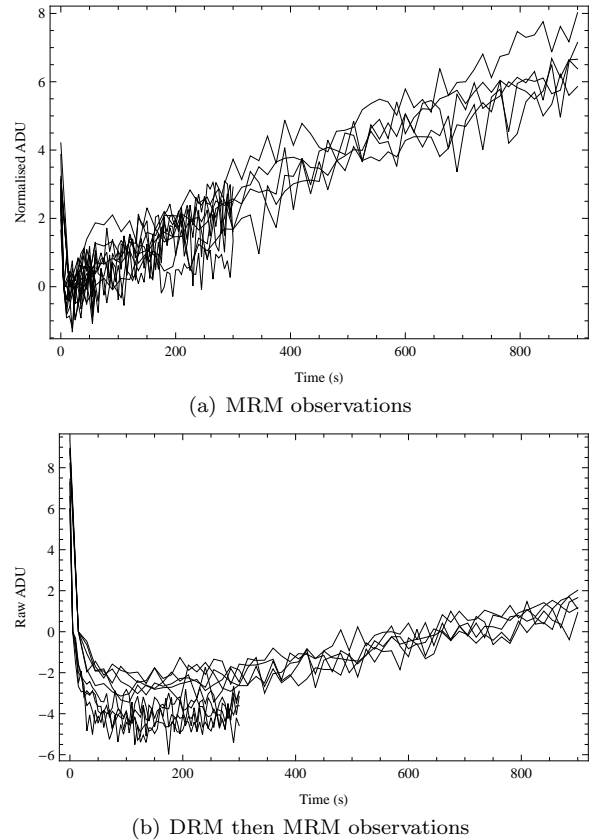 8
6
4
2
0
Normalised ADU
0 200 400 600 800
Time (s)
(a) MRM observations
8
6
4
2
0
−2
−4
−6
Raw ADU
0 200 400 600 800
Time (s)
(b) DRM then MRM observations